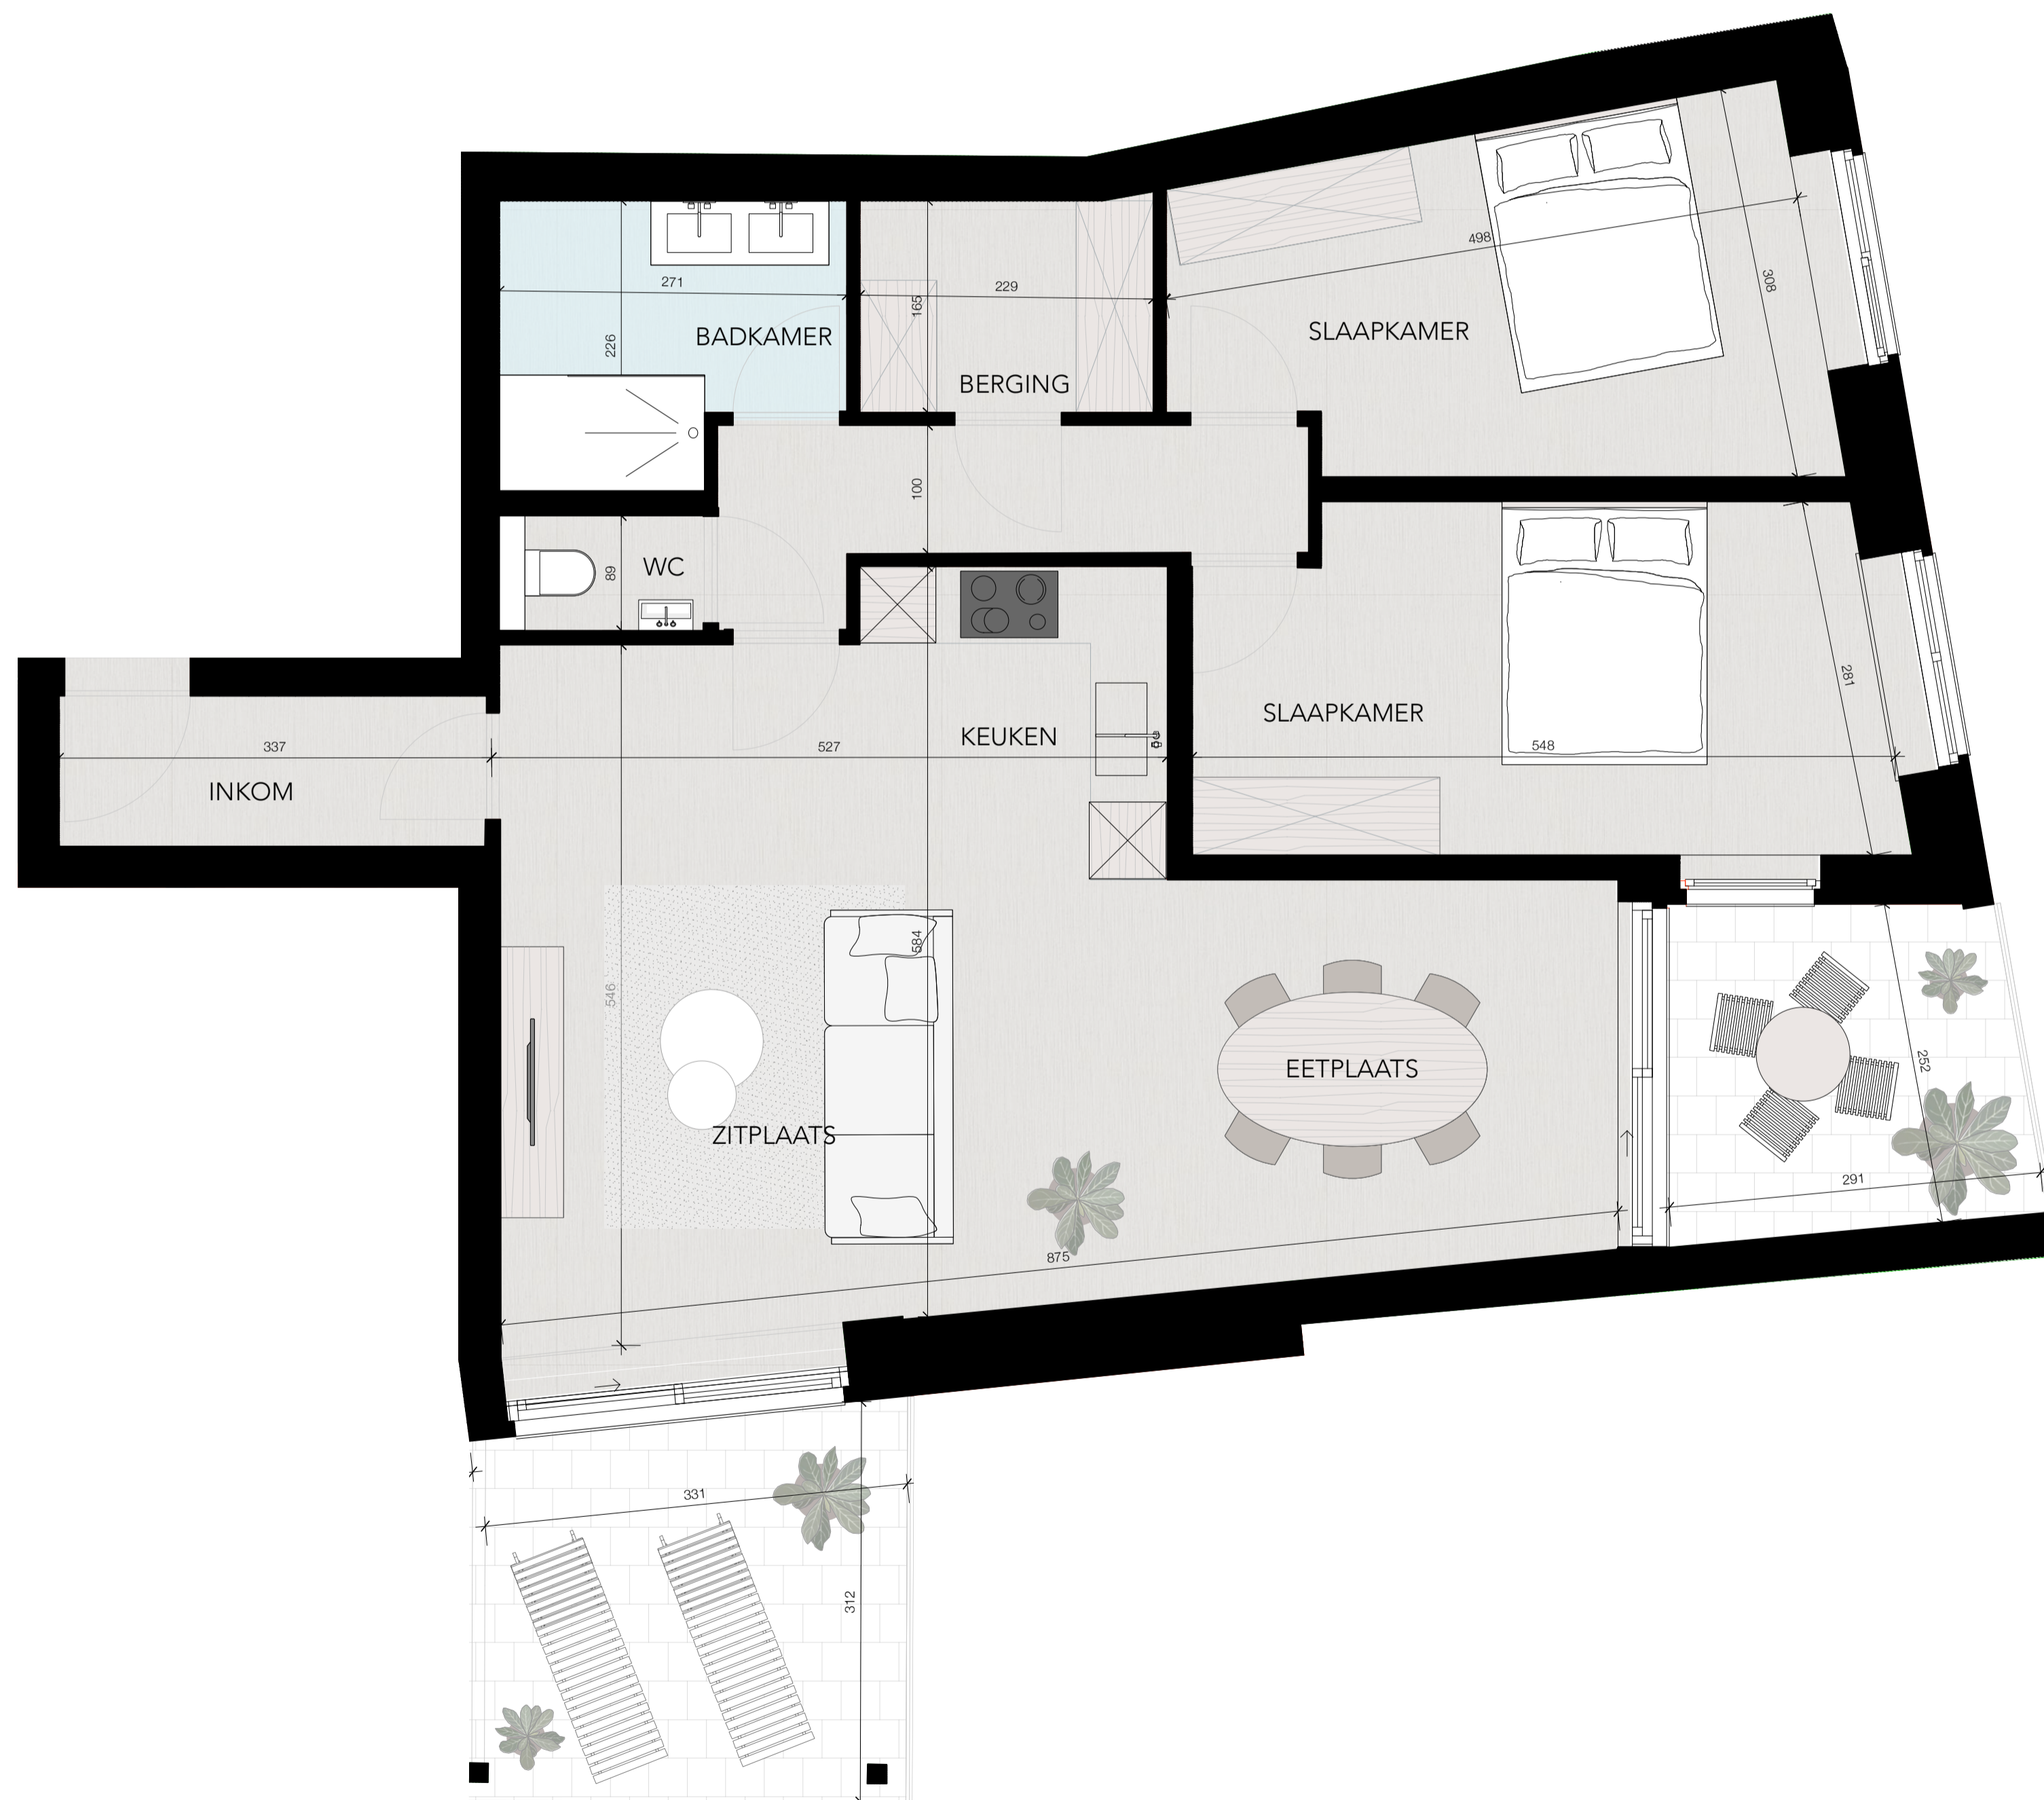 498
308
271
229
165
226
BADKAMER
SLAAPKAMER
BERGING
100
WC
89
281
SLAAPKAMER
KEUKEN
337
527
548
INKOM
584
546
EETPLAATS
252
ZITPLAATS
291
875
331
312